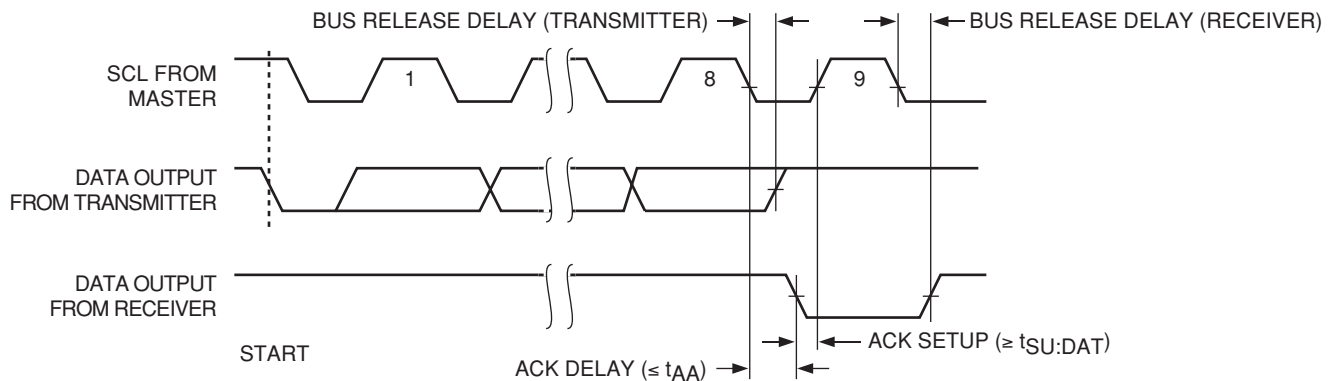 BUS RELEASE DELAY (TRANSMITTER)
BUS RELEASE DELAY (RECEIVER)
SCL FROM
MASTER
1
8
9
DATA OUTPUT
FROM TRANSMITTER
DATA OUTPUT
FROM RECEIVER
START
ACK SETUP (≥ tSU:DAT)
ACK DELAY (≤ tAA)